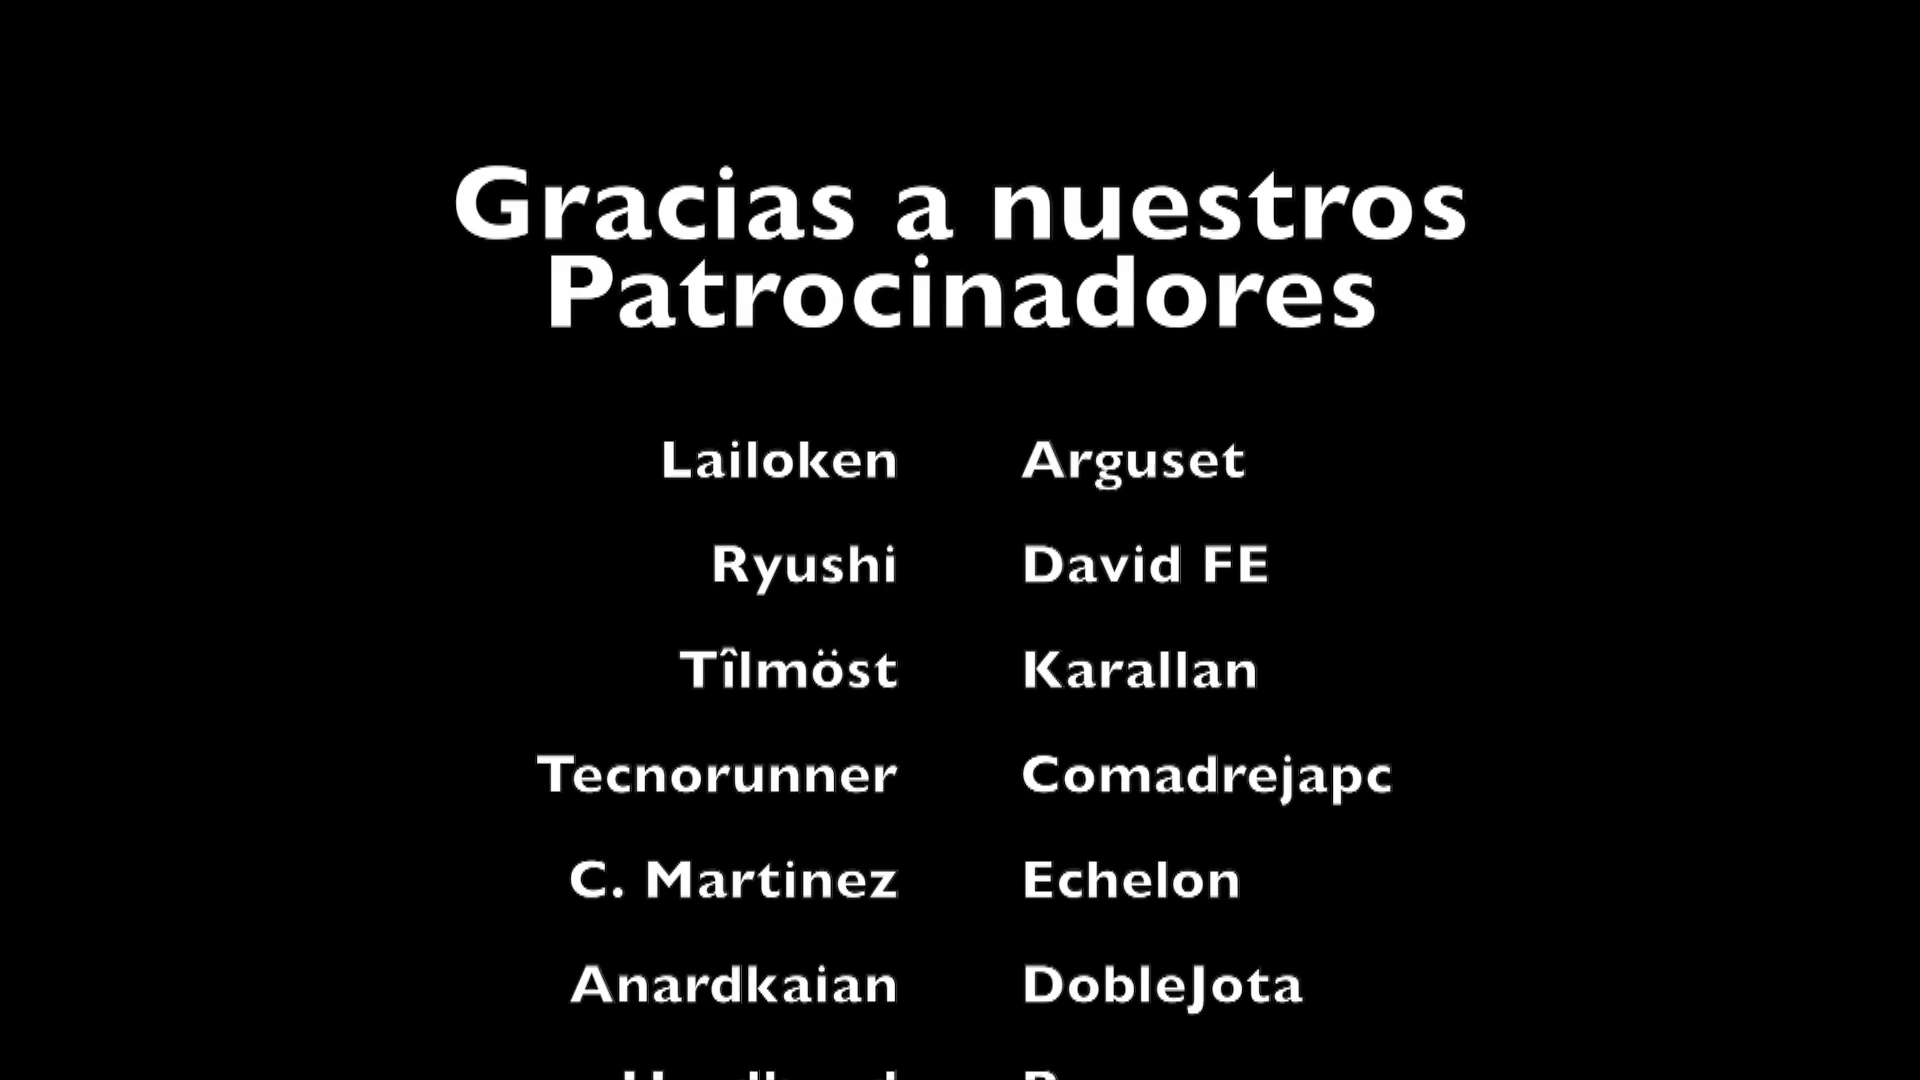 Gracias a nuestros
Patrocinadores
Lailoken Arguset
Ryushi David FE
Tîlmöst Karallan
Tecnorunner Comadrejapc
C. Martinez Echelon
Anardkaian DobleJota